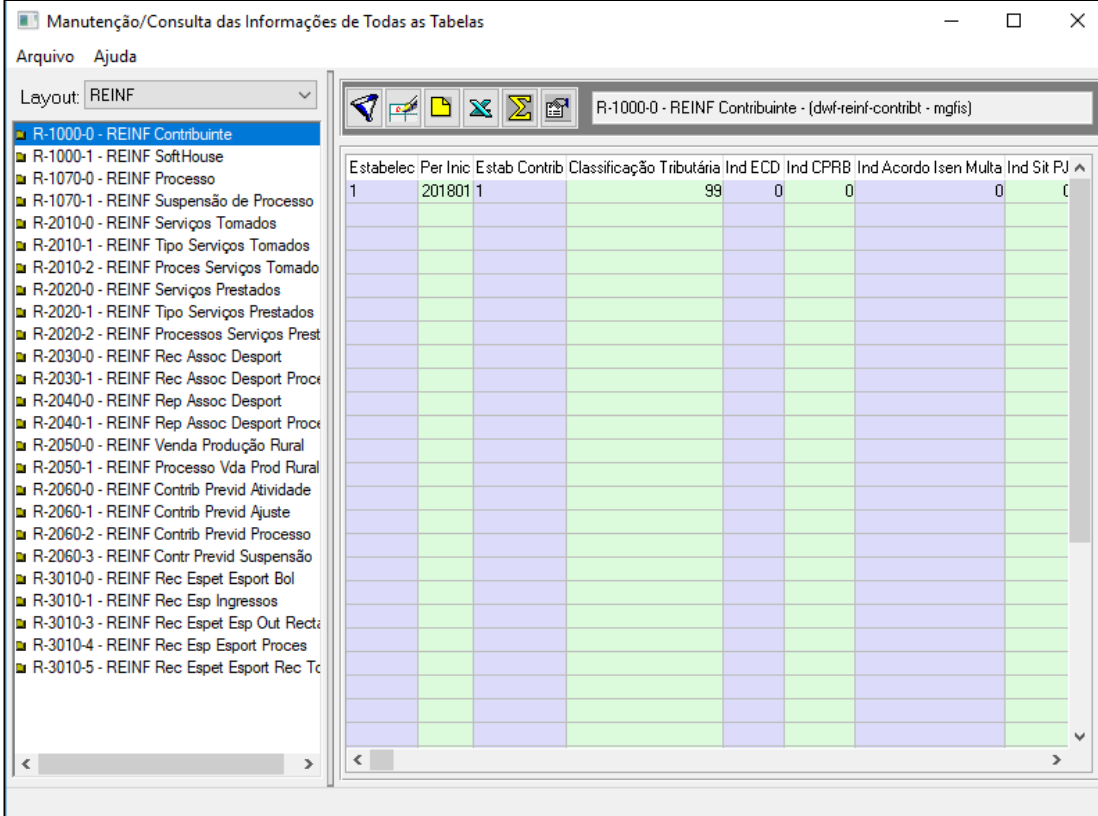 Manutenção/Consulta das Informações de Todas as Tabelas
Arquivo Ajuda
Layout: REINF
R-1000-0 - REINF Contribuinte - (dwf-reinf-contribt - mgfis)
R-1000-0 - REINF Contribuinte
R-1000-1 - REINF SoftHouse
R-1070-0 - REINF Processo
R-1070-1 - REINF Suspensão de Processo
R-2010-0 - REINF Serviços Tomados
R-2010-1 - REINF Tipo Serviços Tomados
R-2010-2 - REINF Proces Serviços Tomado
R-2020-0 - REINF Serviços Prestados
R-2020-1 - REINF Tipo Serviços Prestados
R-2020-2 - REINF Processos Serviços Prest
R-2030-0 - REINF Rec Assoc Desport
R-2030-1 - REINF Rec Assoc Desport Proce
R-2040-0 - REINF Rep Assoc Desport
R-2040-1 - REINF Rep Assoc Desport Proce
R-2050-0 - REINF Venda Produção Rural
R-2050-1 - REINF Processo Vda Prod Rural
R-2060-0 - REINF Contrib Previd Atividade
R-2060-1 - REINF Contrib Previd Ajuste
R-2060-2 - REINF Contrib Previd Processo
R-2060-3 - REINF Contr Previd Suspensão
R-3010-0 - REINF Rec Espet Esport Bol
R-3010-1 - REINF Rec Esp Ingressos
R-3010-3 - REINF Rec Espet Esp Out Recta
R-3010-4 - REINF Rec Esp Esport Proces
R-3010-5 - REINF Rec Espet Esport Rec To
Estabelec Per Inic Estab Contrib Classificação Tributária Ind ECD Ind CPRB Ind Acordo Isen Multa Ind Sit PJ
1 201801 1 99 0 0 0 0